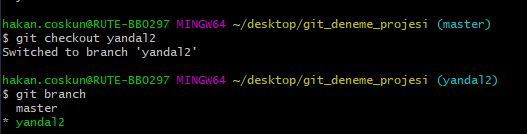 hakan.coskun@RUTE-BB0297 MINGW64 ~/desktop/git_deneme_projesi (master)
$ git checkout yandal2
Switched to branch 'yandal2'
hakan.coskun@RUTE-BB0297 MINGW64 ~/desktop/git_deneme_projesi (yandal2)
$ git branch
  master
* yandal2